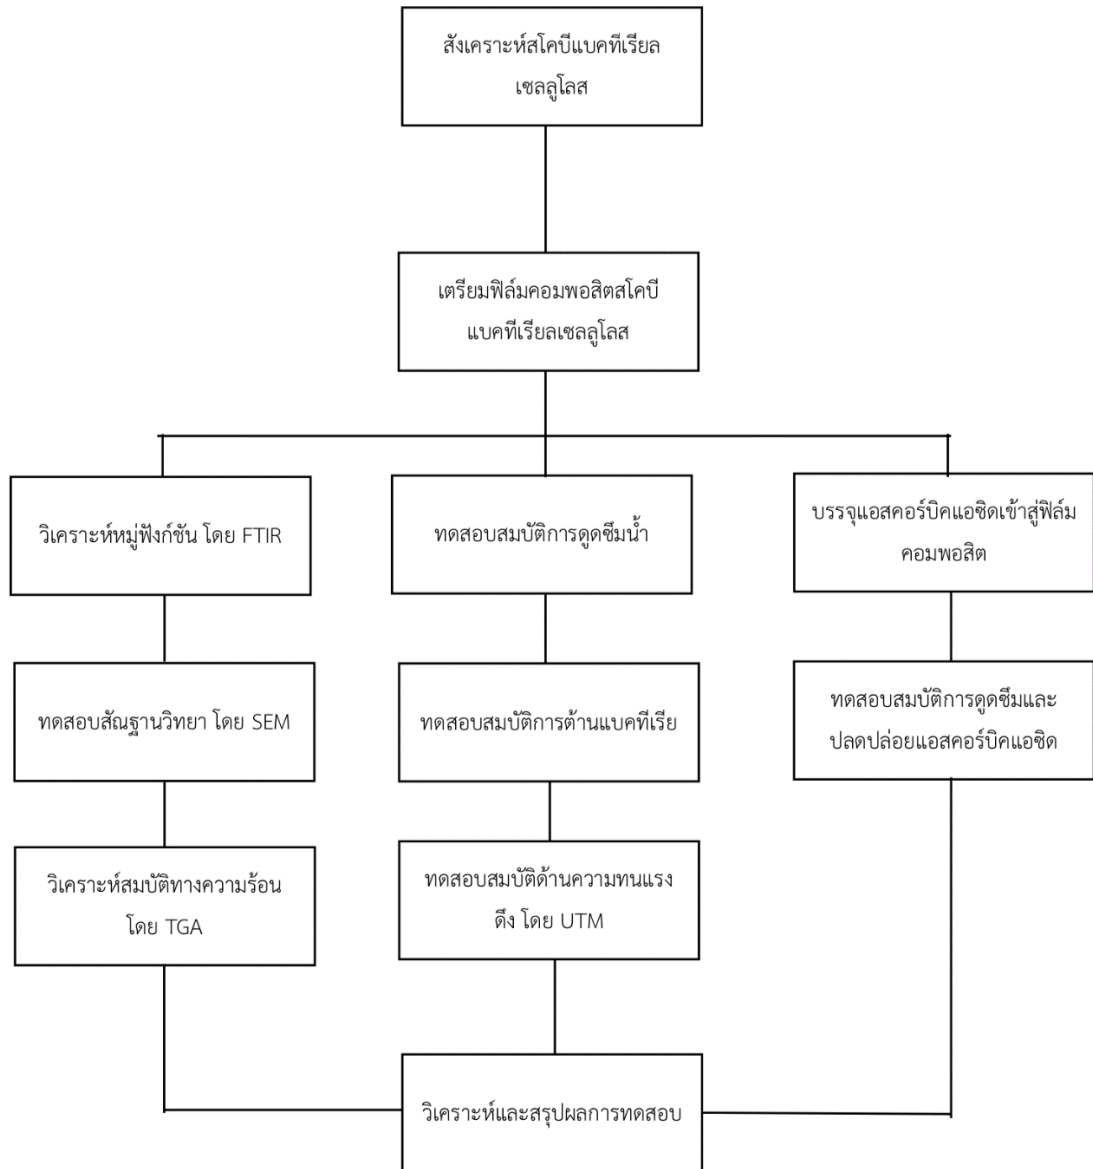 สังเคราะห์สโคบีแบคทีเรียล
เซลลูโลส
เตรียมฟิล์มคอมพอสิตสโคบี
แบคทีเรียลเซลลูโลส
วิเคราะห์หมู่ฟังก์ชัน โดย FTIR
ทดสอบสมบัติการดูดซึมน้ำ
บรรจุแอสคอร์บิคแอซิดเข้าสู่ฟิล์ม
คอมพอสิต
ทดสอบสัณฐานวิทยา โดย SEM
ทดสอบสมบัติการต้านแบคทีเรีย
ทดสอบสมบัติการดูดซึมและ
ปลดปล่อยแอสคอร์บิคแอซิด
วิเคราะห์สมบัติทางความร้อน
โดย TGA
ทดสอบสมบัติด้านความทนแรง
ดึง โดย UTM
วิเคราะห์และสรุปผลการทดสอบ